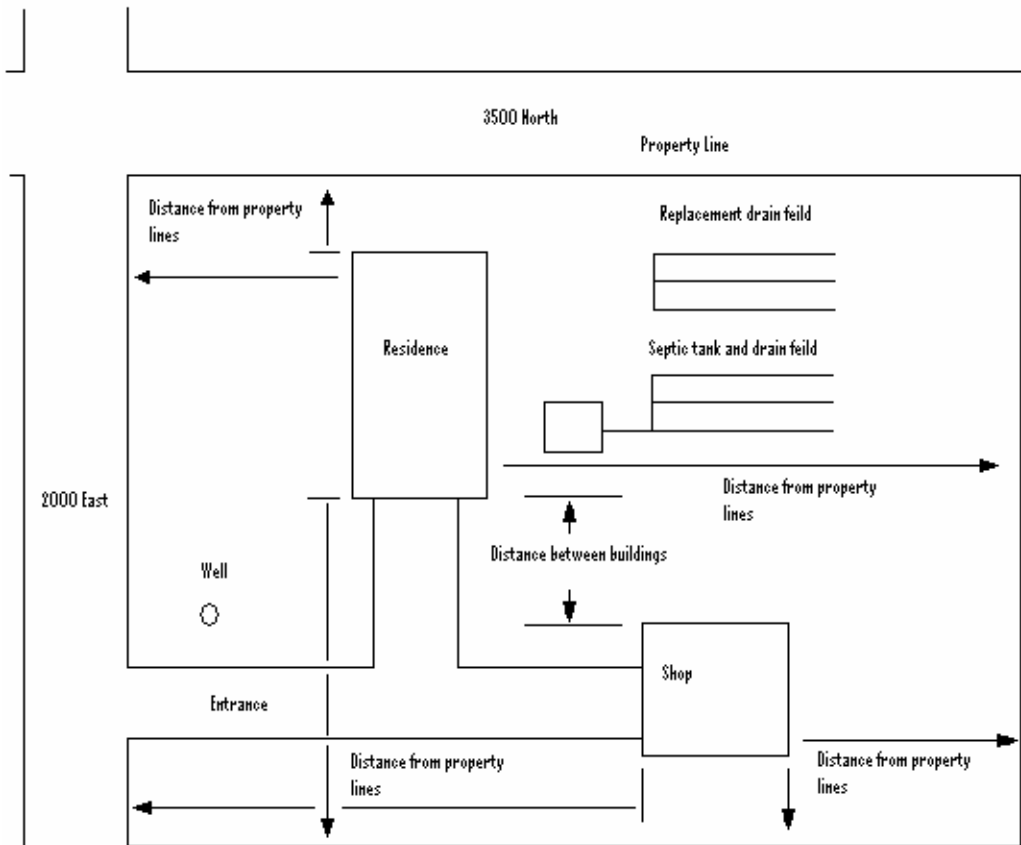 3500 North
Property Line
Distance from property
lines
Replacement drain feild
Residence
Septic tank and drain feild
2000 East
Distance from property
lines
Distance between buildings
Well
Shop
Entrance
Distance from property
lines
Distance from property
lines